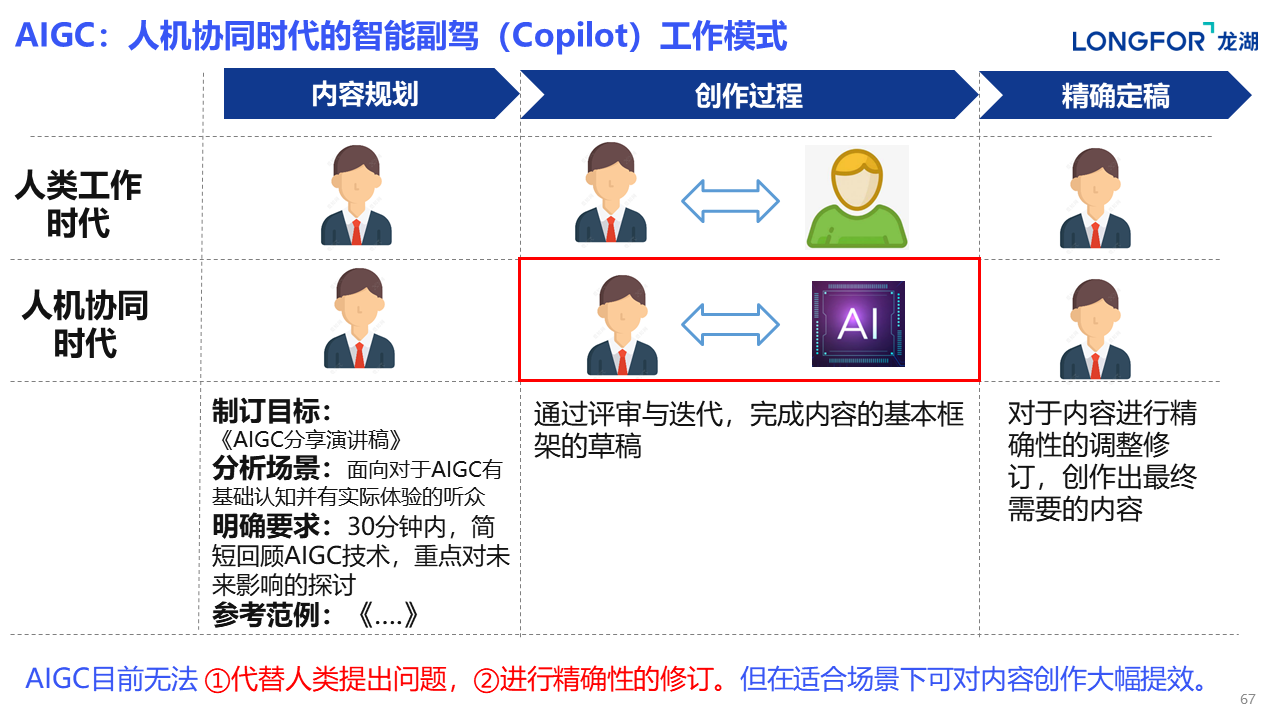 AIGC：人机协同时代的智能副驾（Copilot）工作模式
LONGFOR 龙湖
内容规划
创作过程
精确定稿
人类工作
时代
人机协同
时代
AI
制订目标：
《AIGC分享演讲稿》
分析场景：面向对于AIGC有
基础认知并有实际体验的听众
明确要求：30分钟内，简
短回顾AIGC技术，重点对未
来影响的探讨
参考范例：《....》
通过评审与迭代，完成内容的基本框
架的草稿
对于内容进行精
确性的调整修
订，创作出最终
需要的内容
AIGC目前无法 ①代替人类提出问题，②进行精确性的修订。但在适合场景下可对内容创作大幅提效。
67